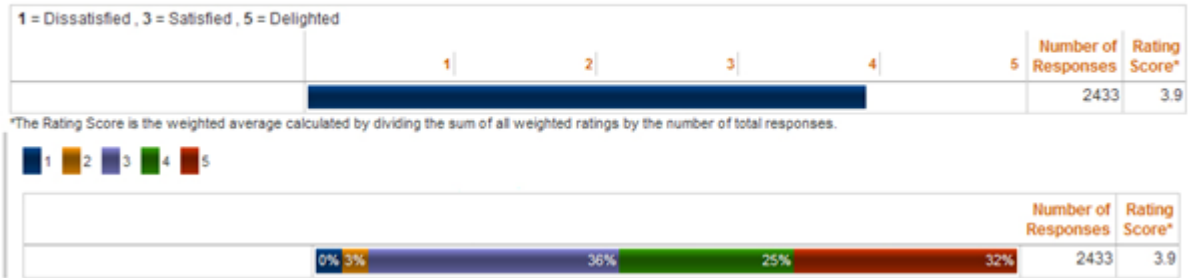 1 = Dissatisfied , 3 = Satisfied , 5 = Delighted
1 2 3 4 5 Number of Responses Rating Score*
2433 3.9
*The Rating Score is the weighted average calculated by dividing the sum of all weighted ratings by the number of total responses.
1 2 3 4 5
Number of Responses Rating Score*
0% 3% 36% 25% 32% 2433 3.9